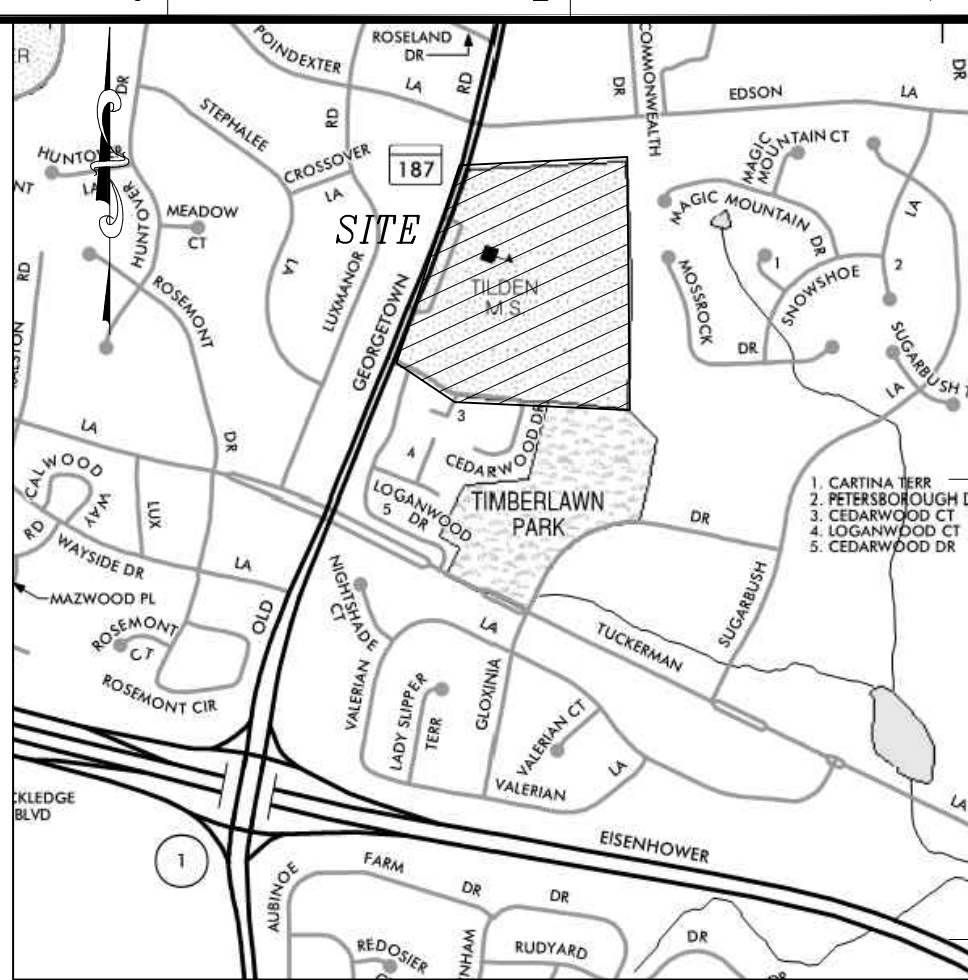 ROSELAND
DR
POINDEXTER
LA
RD
DR
COMMONWEALTH
DR
EDSON
LA
DR
STEPHALEE
RD
CROSSOVER
LA
187
MAGIC
MOUNTAIN CT
HUNTOVER
LA
HUNTOVER
MEADOW
CT
SITE
MAGIC MOUNTAIN
DR
LA
RD
LA
LUXMANOR
ROSEMONT
GEORGETOWN
TILDEN
M.S.
MOSSROCK
DR
1
SNOWSHOE
2
SUGARBUSH
LA
LA
DR
3
4
CEDARWOOD DR
LOGANWOOD
DR
5
TIMBERLAWN
PARK
CALWOOD
WAY
LUX
RD
WAYSIDE DR
LA
DR
1. CARTINA TERR
2. PETERSBOROUGH
3. CEDARWOOD CT
4. LOGANWOOD CT
5. CEDARWOOD DR
MAZWOOD PL
ROSEMONT
CT
ROSEMONT CIR
OLD
NIGHTSHADE
CT
LA
TUCKERMAN
SUGARBUSH
VALERIAN
LADY SLIPPER
TERR
GLOXINIA
VALERIAN CT
VALERIAN
LA
LA
BLVD
EISENHOWER
1
AUBINOE
FARM
DR
DR
REDOSIER
RUDYARD
DR
DR